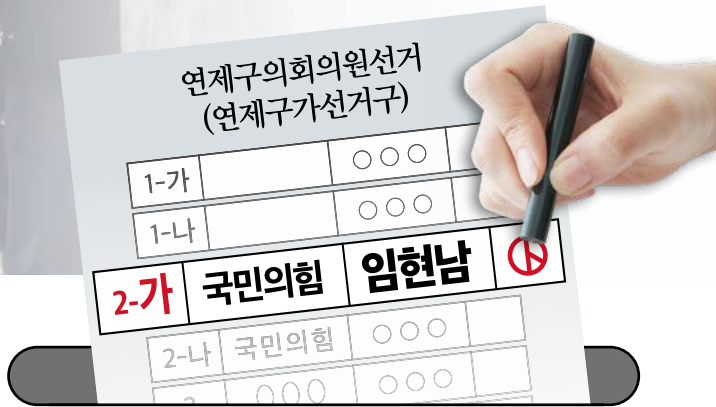 연제구의회의원선거
(연제구가선거구)
1-가 ○○○
1-나 ○○○
2-가 국민의힘 임현남
2-나 국민의힘 ○○○
○○○ ○○○